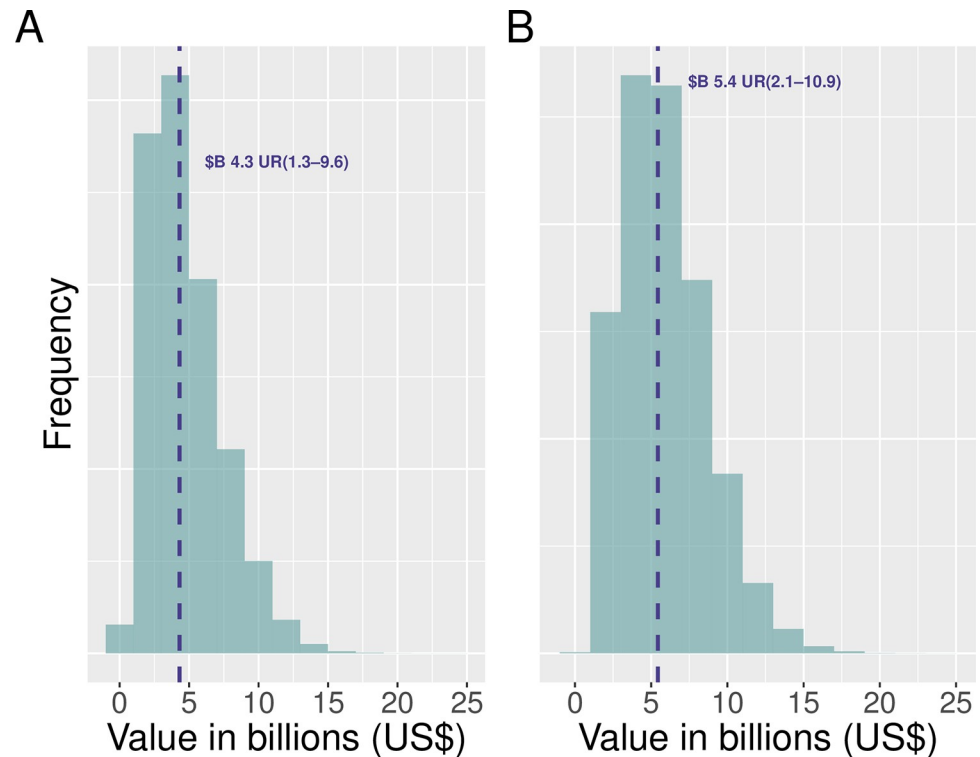 A
B
$B 4.3 UR(1.3–9.6)
$B 5.4 UR(2.1–10.9)
Frequency
0 5 10 15 20 25
0 5 10 15 20 25
Value in billions (US$)
Value in billions (US$)